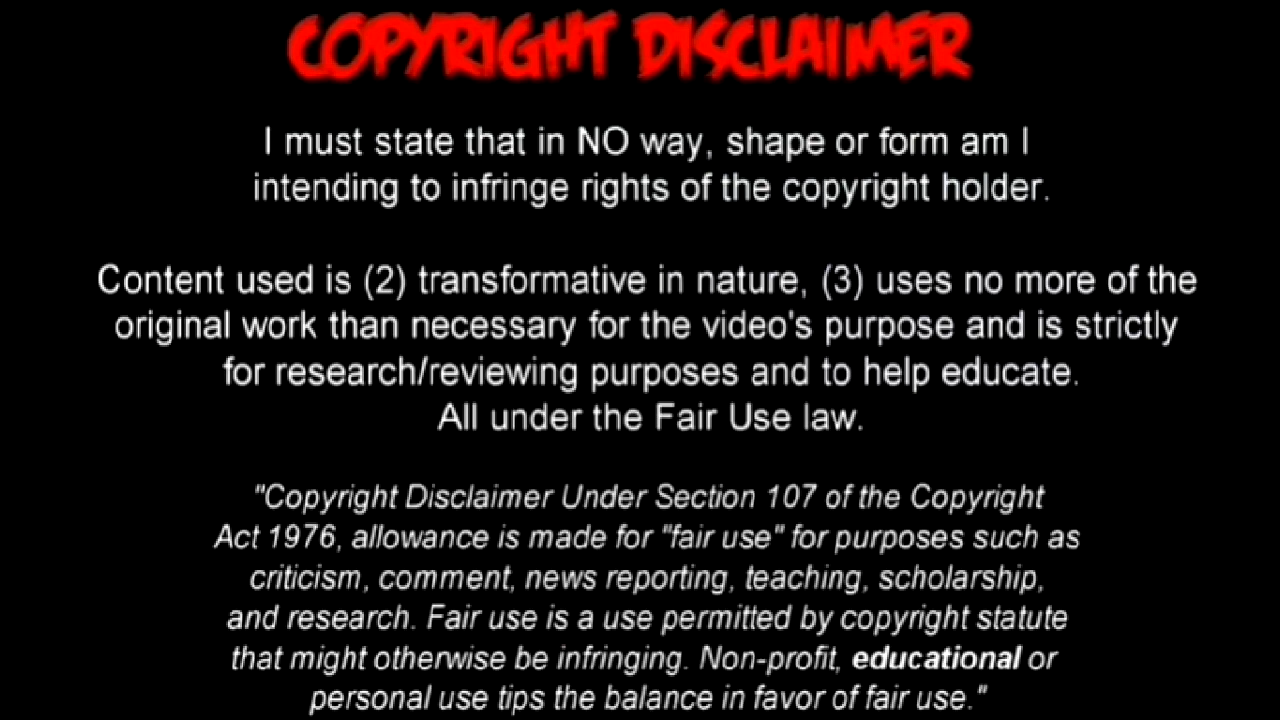 COPYRIGHT DISCLAIMER
I must state that in NO way, shape or form am I
intending to infringe rights of the copyright holder.
Content used is (2) transformative in nature, (3) uses no more of the
original work than necessary for the video's purpose and is strictly
for research/reviewing purposes and to help educate.
All under the Fair Use law.
"Copyright Disclaimer Under Section 107 of the Copyright
Act 1976, allowance is made for "fair use" for purposes such as
criticism, comment, news reporting, teaching, scholarship,
and research. Fair use is a use permitted by copyright statute
that might otherwise be infringing. Non-profit, educational or
personal use tips the balance in favor of fair use."